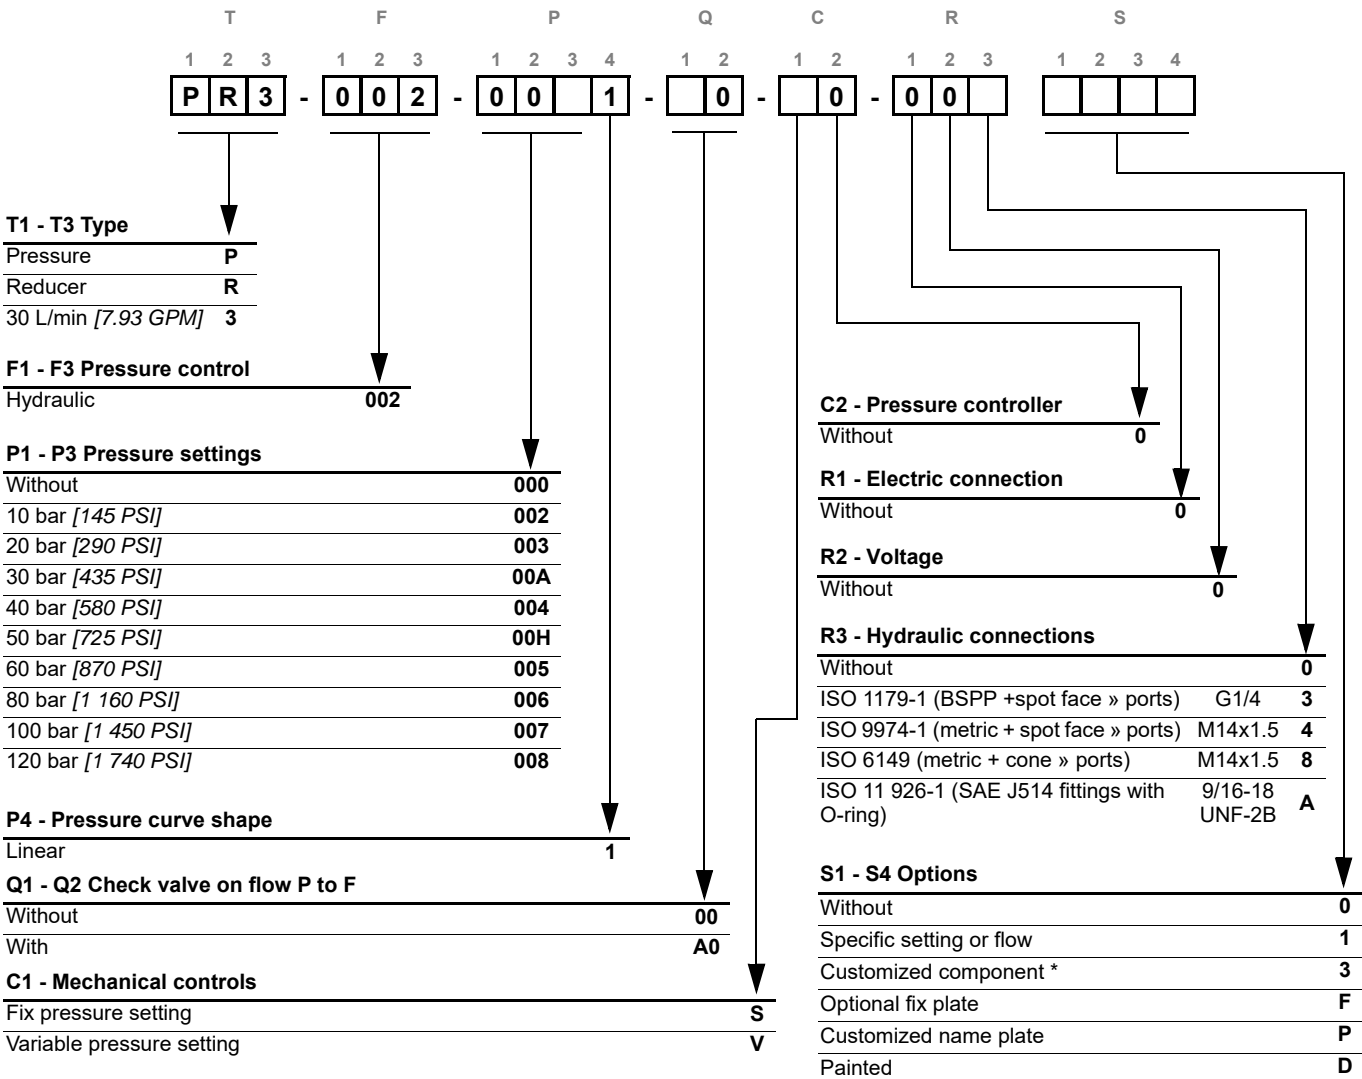 T F P Q C R S
1 2 3 1 2 3 1 2 3 4 1 2 1 2 1 2 3 1 2 3 4
P R 3 - 0 0 2 - 0 0 1 - 0 - 0 - 0 0
T1 - T3 Type
Pressure P
Reducer R
30 L/min [7.93 GPM] 3
F1 - F3 Pressure control
Hydraulic 002
P1 - P3 Pressure settings
Without 000
10 bar [145 PSI] 002
20 bar [290 PSI] 003
30 bar [435 PSI] 00A
40 bar [580 PSI] 004
50 bar [725 PSI] 00H
60 bar [870 PSI] 005
80 bar [1 160 PSI] 006
100 bar [1 450 PSI] 007
120 bar [1 740 PSI] 008
P4 - Pressure curve shape
Linear 1
Q1 - Q2 Check valve on flow P to F
Without 00
With A0
C1 - Mechanical controls
Fix pressure setting S
Variable pressure setting V
C2 - Pressure controller
Without 0
R1 - Electric connection
Without 0
R2 - Voltage
Without 0
R3 - Hydraulic connections
Without 0
ISO 1179-1 (BSPP +spot face » ports) G1/4 3
ISO 9974-1 (metric + spot face » ports) M14x1.5 4
ISO 6149 (metric + cone » ports) M14x1.5 8
ISO 11 926-1 (SAE J514 fittings with 9/16-18
O-ring) UNF-2B A
S1 - S4 Options
Without 0
Specific setting or flow 1
Customized component * 3
Optional fix plate F
Customized name plate P
Painted D